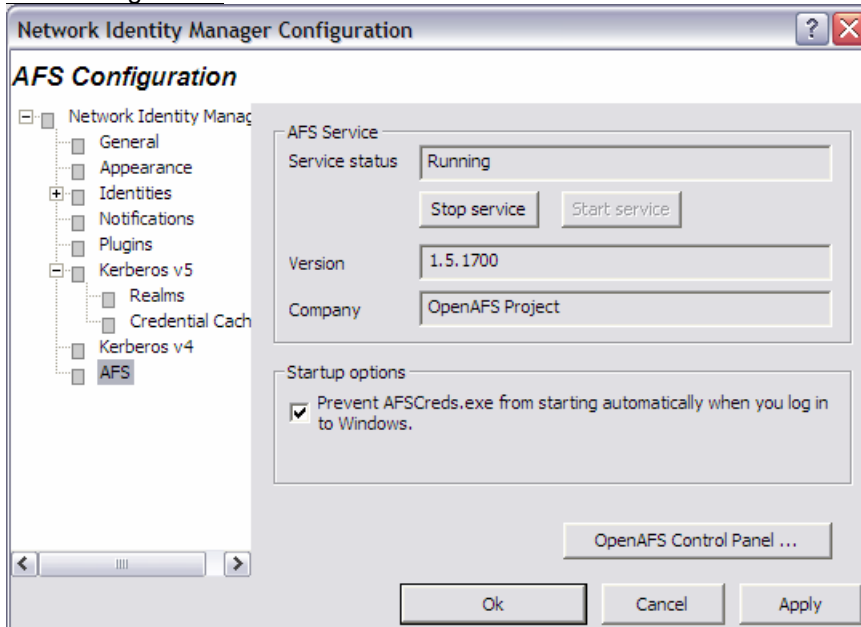 Network Identity Manager Configuration
AFS Configuration
Network Identity Manag
General
Appearance
Identities
Notifications
Plugins
Kerberos v5
Realms
Credential Cach
Kerberos v4
AFS
AFS Service
Service status Running
Stop service Start service
Version 1.5.1700
Company OpenAFS Project
Startup options
Prevent AFSCreds.exe from starting automatically when you log in
to Windows.
OpenAFS Control Panel ...
Ok Cancel Apply